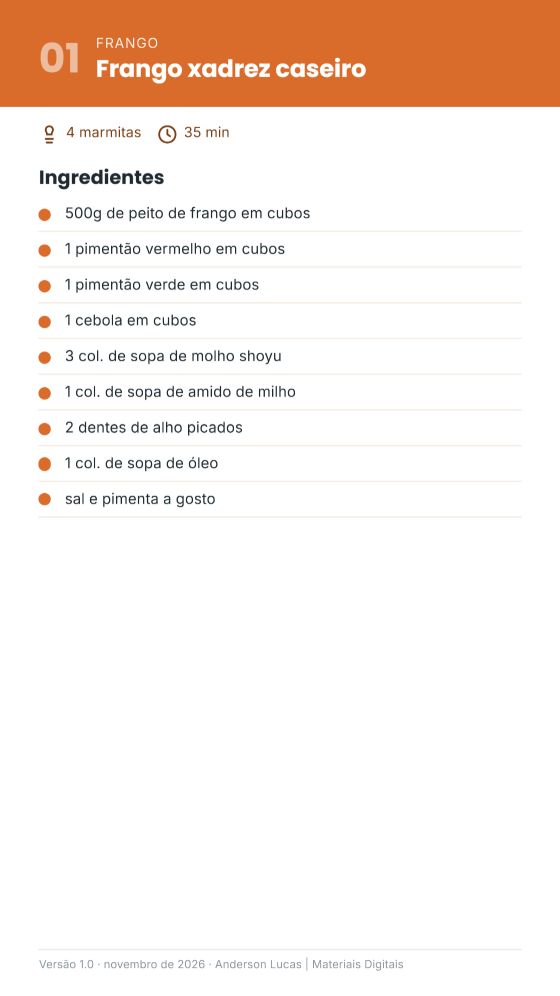 01
FRANGO
Frango xadrez caseiro
4 marmitas 35 min
Ingredientes
500g de peito de frango em cubos
1 pimentão vermelho em cubos
1 pimentão verde em cubos
1 cebola em cubos
3 col. de sopa de molho shoyu
1 col. de sopa de amido de milho
2 dentes de alho picados
1 col. de sopa de óleo
sal e pimenta a gosto
Versão 1.0 · novembro de 2026 · Anderson Lucas | Materiais Digitais